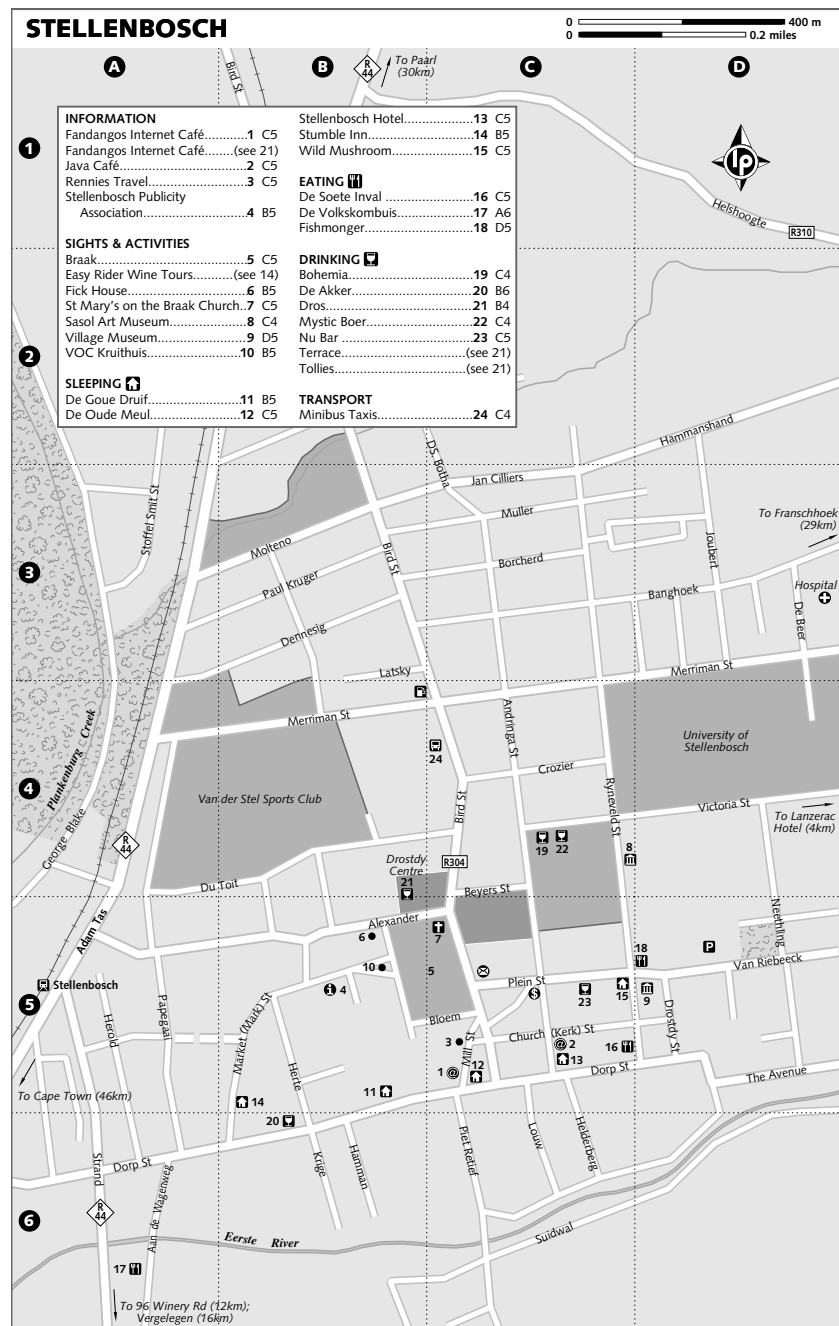 STELLENBOSCH
0 400 m
0 0.2 miles
A B C D
1
2
3
4
5
6
INFORMATION
Fandangos Internet Café............1 C5
Fandangos Internet Café......(see 21)
Java Café......................................2 C5
Rennies Travel..............................3 C5
Stellenbosch Publicity
Association...............................4 B5
SIGHTS & ACTIVITIES
Braak............................................5 C5
Easy Rider Wine Tours.......(see 14)
Fick House...................................6 B5
St Mary's on the Braak Church..7 C5
Sasol Art Museum......................8 C4
Village Museum..........................9 D5
VOC Kruithuis...........................10 B5
SLEEPING
De Goue Druif...........................11 B5
De Oude Meul...........................12 C5
Stellenbosch Hotel....................13 C5
Stumble Inn...............................14 B5
Wild Mushroom.........................15 C5
EATING
De Soete Inval ..........................16 C5
De Volkskombuis.......................17 A6
Fishmonger...............................18 D5
DRINKING
Bohemia....................................19 C4
De Akker...................................20 B6
Dros..........................................21 B4
Mystic Boer...............................22 C4
Nu Bar ......................................23 C5
Terrace.................................(see 21)
Tollies..................................(see 21)
TRANSPORT
Minibus Taxis.............................24 C4
Bird St
R
44
To Paarl
(30km)
lp
Helshoogte
R310
Hammanshand
D.S. Botha
Jan Cilliers
Stoffel Smit St
Muller
To Franschhoek
(29km)
Molteno
Bird St
Borcherd
Joubert
Paul Kruger
Banghoek
Hospital
De Beer
Dennesig
Latsky
Merriman St
Merriman St
Andringa St
University of
Stellenbosch
Plankenburg Creek
24
Crozier
Van der Stel Sports Club
Bird St
Ryneveld St
Victoria St
To Lanzerac
Hotel (4km)
George Blake
R
44
19
22
8
Drostdy
Centre
R304
21
Du Toit
Beyers St
Adam Tas
Alexander
Neethling
6
7
18
P
10
5
Van Riebeeck
Stellenbosch
i 4
Plein St
$
23
15
9
Market (Mark) St
Bloem
Herold
Papegaai
Church (Kerk) St
Drostdy St
3
Mill St
@ 2
16
Herte
12
1 @
13
Dorp St
To Cape Town (46km)
11
The Avenue
14
20
Piet Retief
Louw
Helderberg
Strand
Dorp St
Krige
Hamman
R
44
Aan de Wagenweg
Eerste River
Suidwal
17
To 96 Winery Rd (12km);
Vergelegen (16km)